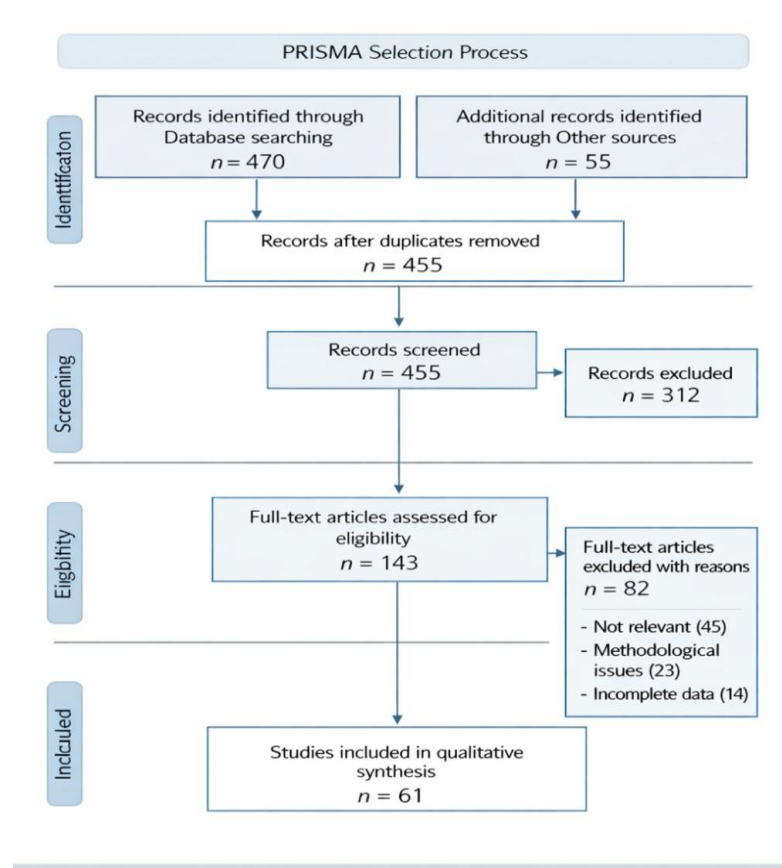 PRISMA Selection Process
Identtficaton
Records identified through
Database searching
n = 470
Additional records identified
through Other sources
n = 55
Records after duplicates removed
n = 455
Screening
Records screened
n = 455
Records excluded
n = 312
Eiigbifity
Full-text articles assessed for
eligibility
n = 143
Full-text articles
excluded with reasons
n = 82
- Not relevant (45)
- Methodological
issues (23)
- Incomplete data (14)
Inclculed
Studies included in qualitative
synthesis
n = 61